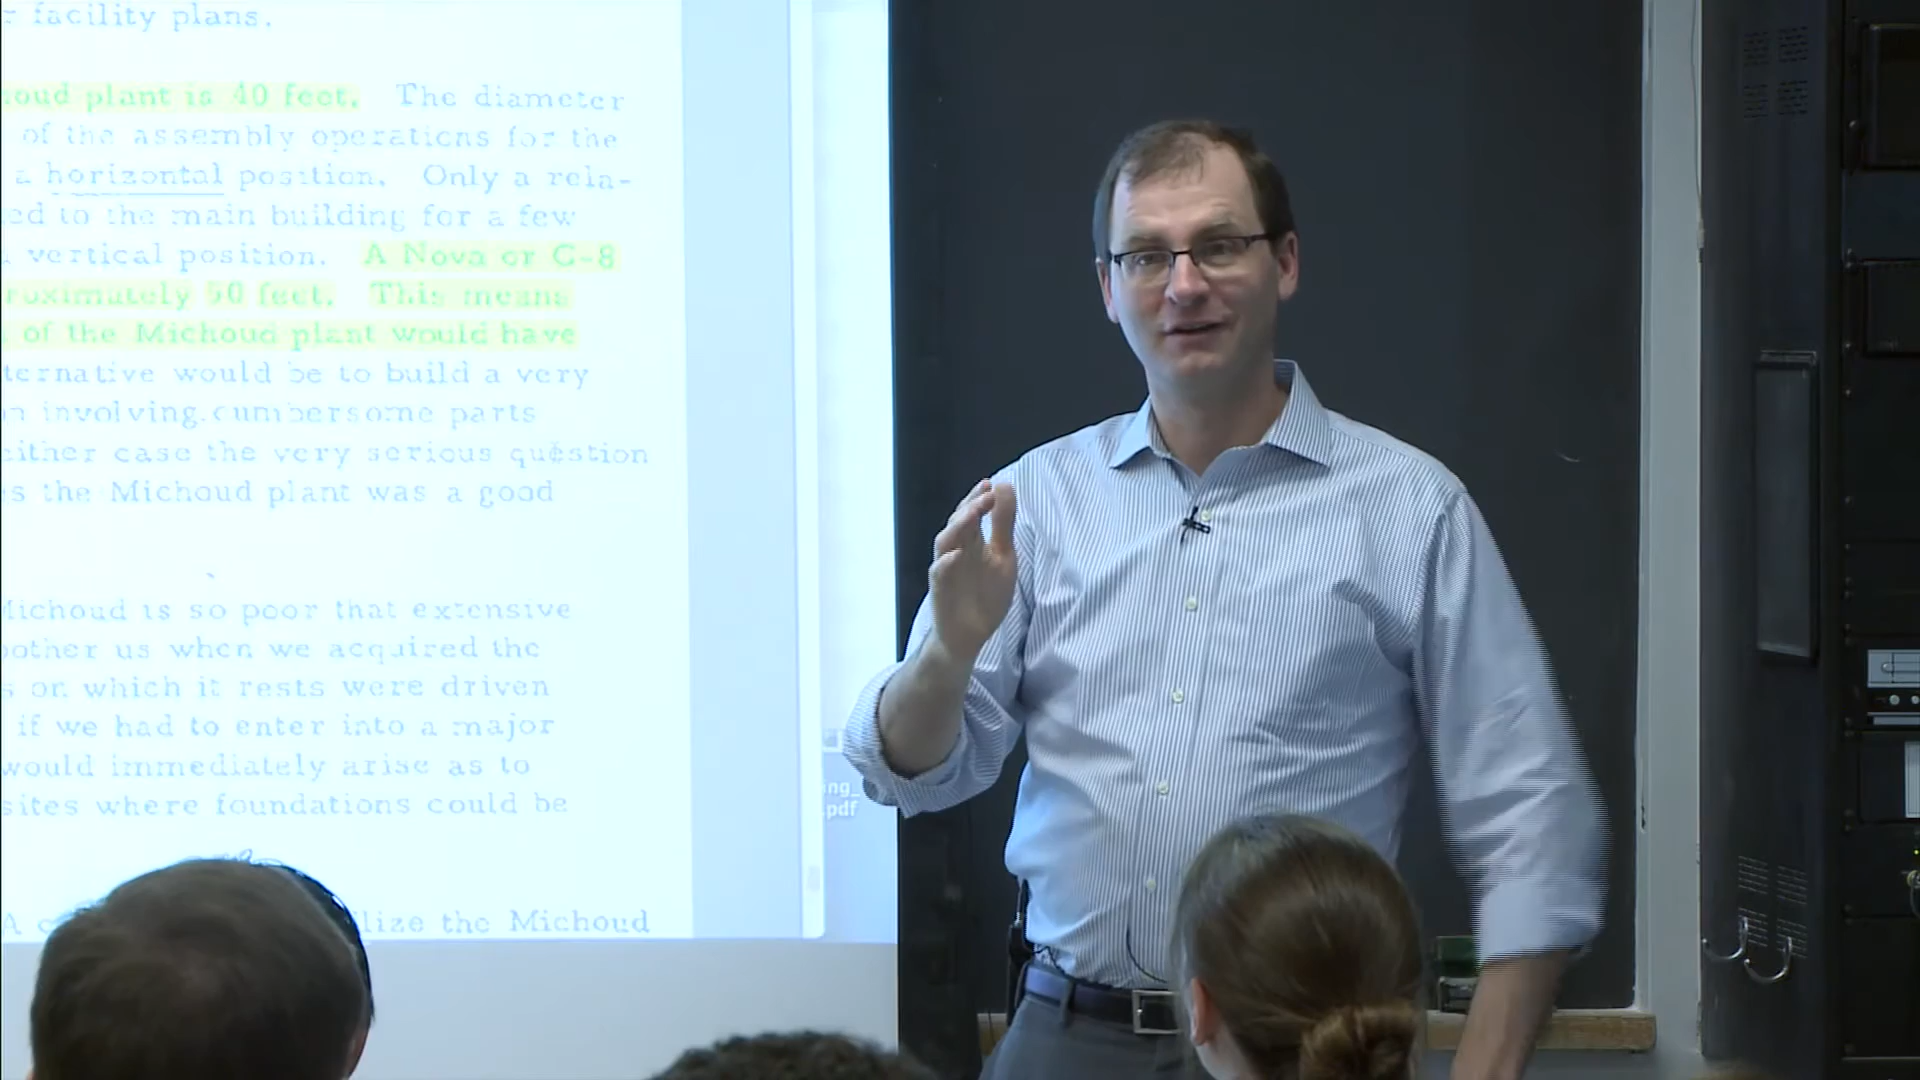 facility plans.
plant is 40 feet. The diameter
of the assembly operations for the
a horizontal position. Only a rela-
ed to the main building for a few
vertical position. A Nova or C-8
roximately 50 feet. This means
of the Michoud plant would have
ternative would be to build a very
n involving cumbersome parts
either case the very serious question
s the Michoud plant was a good
Michoud is so poor that extensive
bother us when we acquired the
s on which it rests were driven
if we had to enter into a major
would immediately arise as to
sites where foundations could be
lize the Michoud
ing_
.pdf